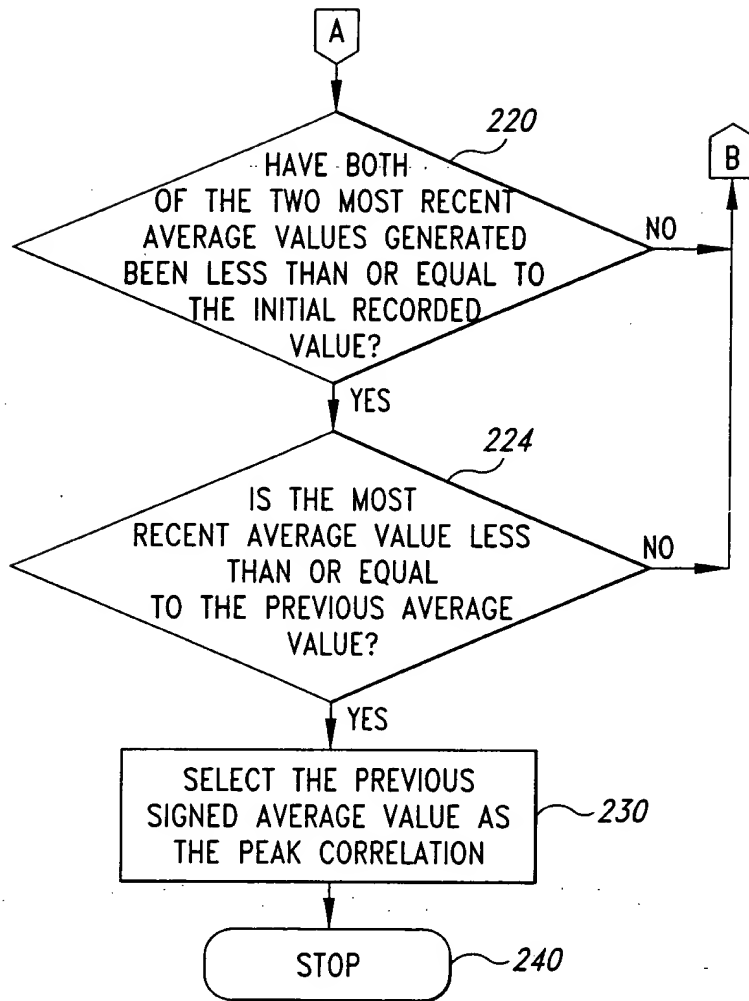 A
220
HAVE BOTH
OF THE TWO MOST RECENT
AVERAGE VALUES GENERATED
BEEN LESS THAN OR EQUAL TO
THE INITIAL RECORDED
VALUE?
NO
B
YES
224
IS THE MOST
RECENT AVERAGE VALUE LESS
THAN OR EQUAL
TO THE PREVIOUS AVERAGE
VALUE?
NO
YES
SELECT THE PREVIOUS
SIGNED AVERAGE VALUE AS
THE PEAK CORRELATION
230
STOP
240